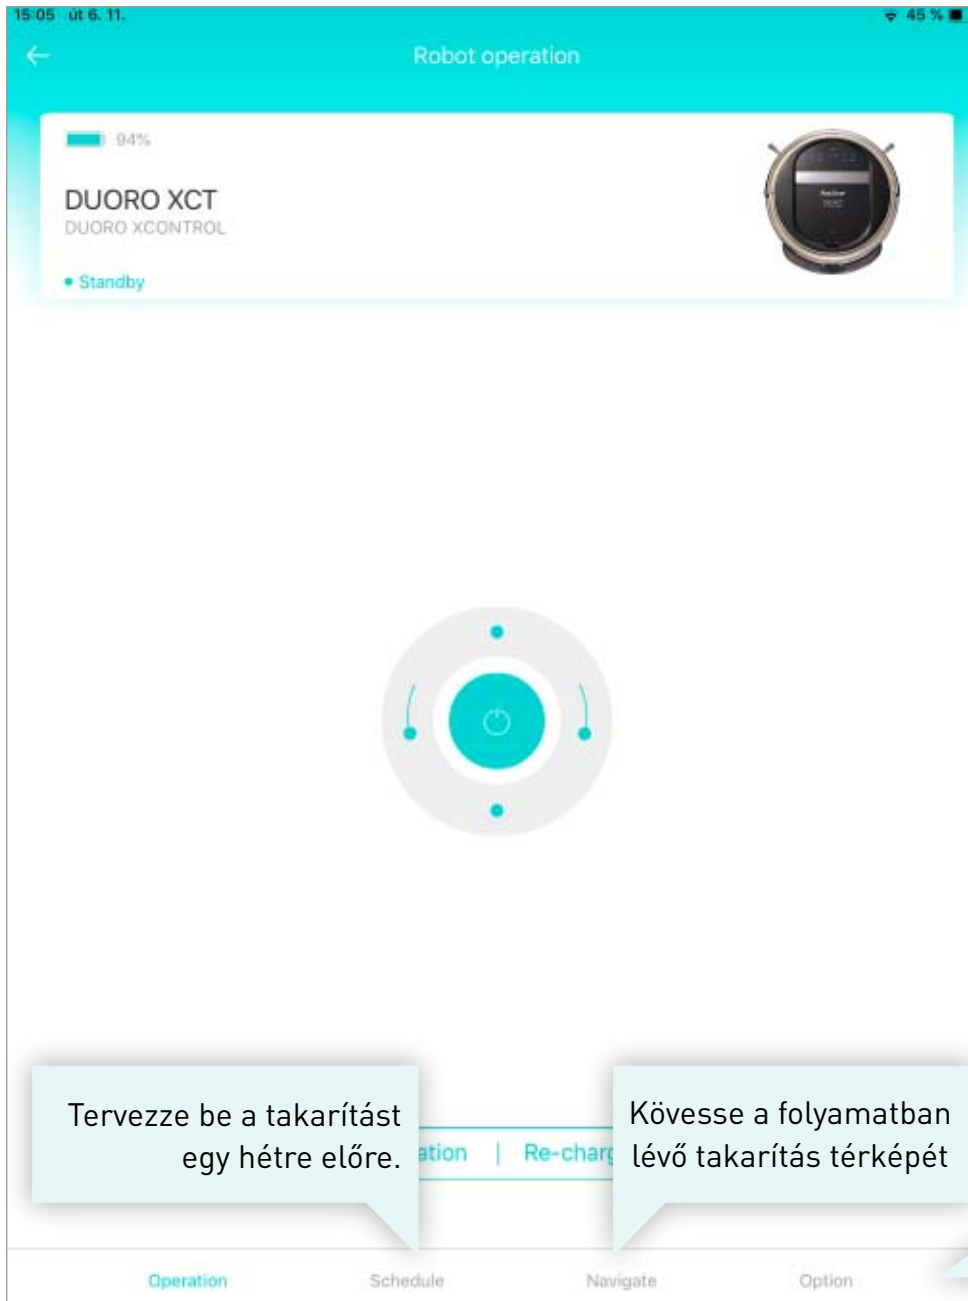 15:05 út 6. 11.
45 %
Robot operation
94%
DUORO XCT
DUORO XCONTROL
• Standby
Tervezze be a takarítást
egy hétre előre.
Kövesse a folyamatban
lévő takarítás térképét
ation | Re-charg
Operation
Schedule
Navigate
Option